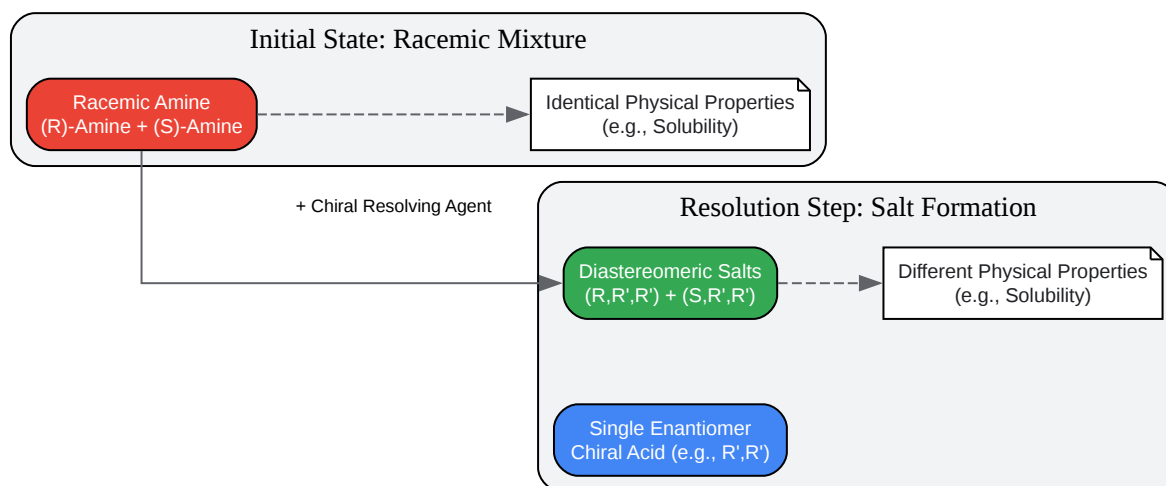 Initial State: Racemic Mixture
Racemic Amine
(R)-Amine + (S)-Amine
Identical Physical Properties
(e.g., Solubility)
+ Chiral Resolving Agent
Resolution Step: Salt Formation
Diastereomeric Salts
(R,R',R') + (S,R',R')
Different Physical Properties
(e.g., Solubility)
Single Enantiomer
Chiral Acid (e.g., R',R')